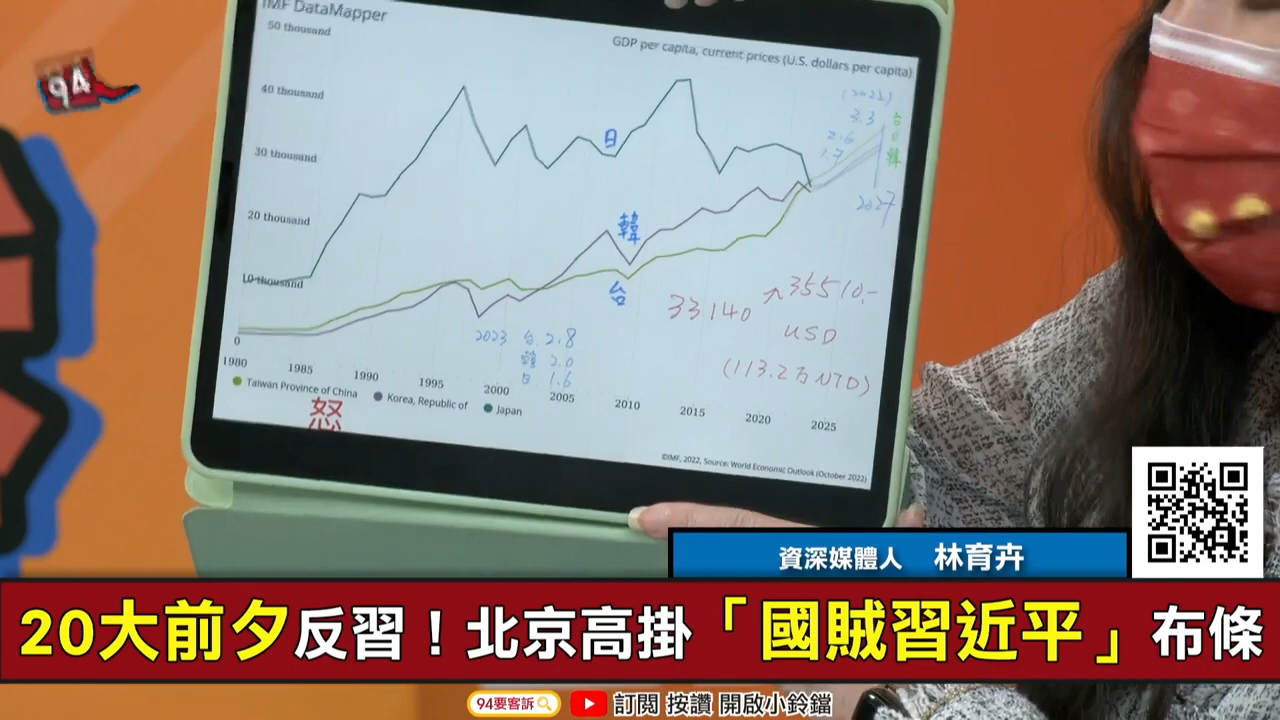 IMF DataMapper
GDP per capita, current prices (U.S. dollars per capita)
50 thousand
40 thousand
30 thousand
20 thousand
10 thousand
0
94
日
韓
台
3.3
2.6
1.7
台
日
韓
2027
33140 ↗35510.-
USD
(113.2万NTD)
2023 台 2.8
韓 2.0
日 1.6
1980 1985 1990 1995 2000 2005 2010 2015 2020 2025
Taiwan Province of China Korea, Republic of Japan
怒
©IMF, 2022, Source: World Economic Outlook (October 2022)
資深媒體人 林育卉
20大前夕反習！北京高掛「國賊習近平」布條
94要客訴 訂閱 按讚 開啟小鈴鐺